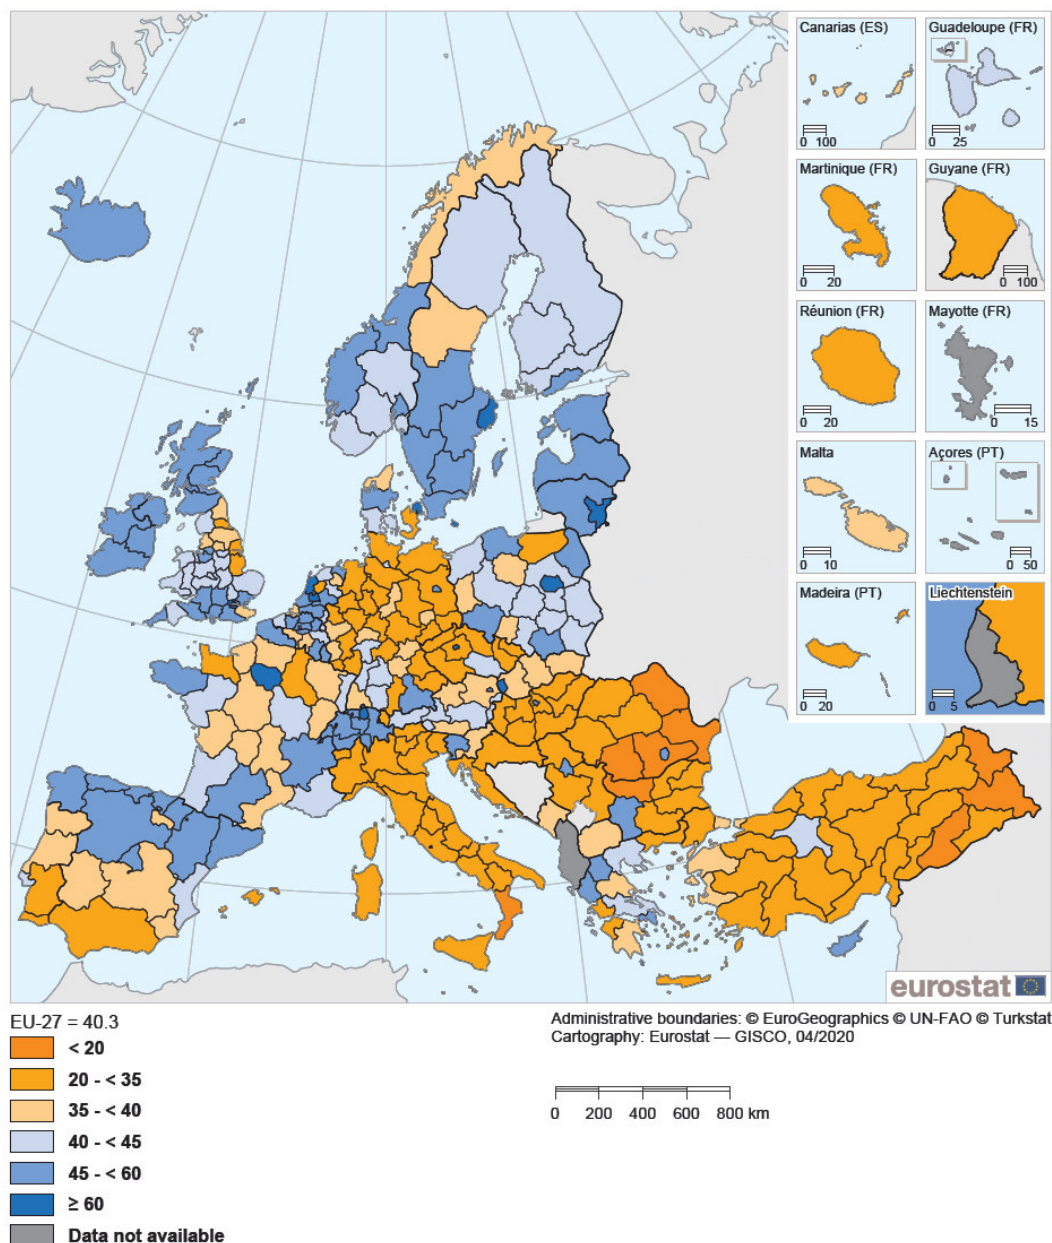 Canarias (ES)
0 100
Guadeloupe (FR)
0 25
Martinique (FR)
0 20
Guyane (FR)
0 100
Réunion (FR)
0 20
Mayotte (FR)
0 15
Malta
0 10
Açores (PT)
0 50
Madeira (PT)
0 20
Liechtenstein
0 5
eurostat
EU-27 = 40.3
< 20
20 - < 35
35 - < 40
40 - < 45
45 - < 60
≥ 60
Data not available
Administrative boundaries: © EuroGeographics © UN-FAO © Turkstat
Cartography: Eurostat — GISCO, 04/2020
0 200 400 600 800 km